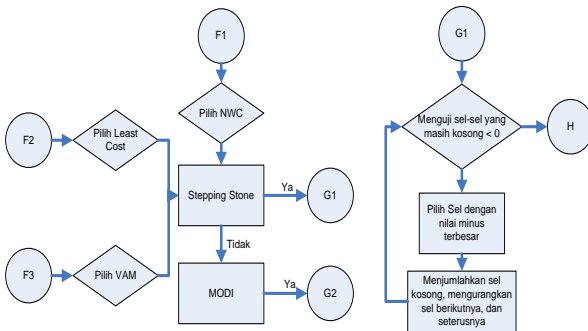 F1
Pilih NWC
F2
Pilih Least
Cost
Stepping Stone
Ya
G1
Tidak
F3
Pilih VAM
MODI
Ya
G2
G1
Menguji sel-sel yang
masih kosong < 0
H
Pilih Sel dengan
nilai minus
terbesar
Menjumlahkan sel
kosong, mengurangkan
sel berikutnya, dan
seterusnya